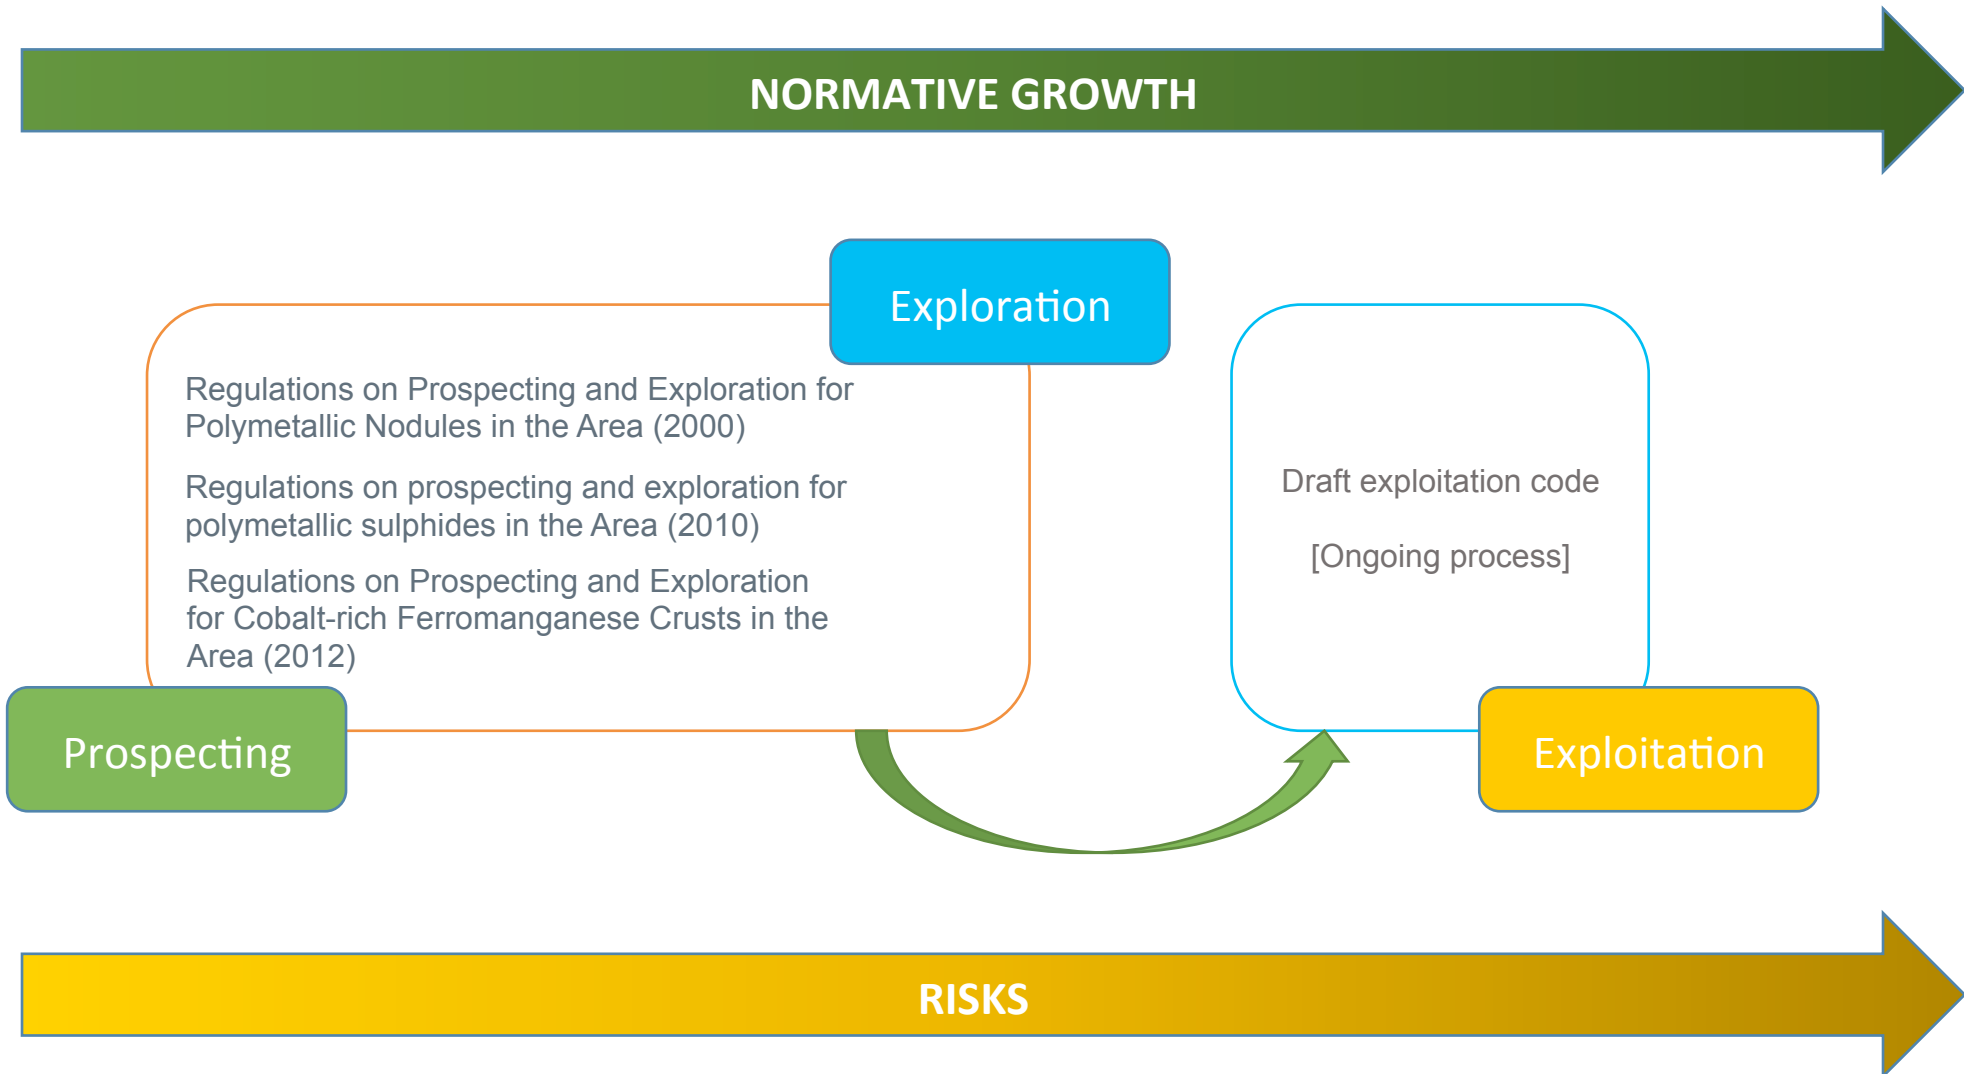 NORMATIVE GROWTH
Exploration
Regulations on Prospecting and Exploration for
Polymetallic Nodules in the Area (2000)
Regulations on prospecting and exploration for
polymetallic sulphides in the Area (2010)
Regulations on Prospecting and Exploration
for Cobalt-rich Ferromanganese Crusts in the
Area (2012)
Prospecting
Draft exploitation code
[Ongoing process]
Exploitation
RISKS